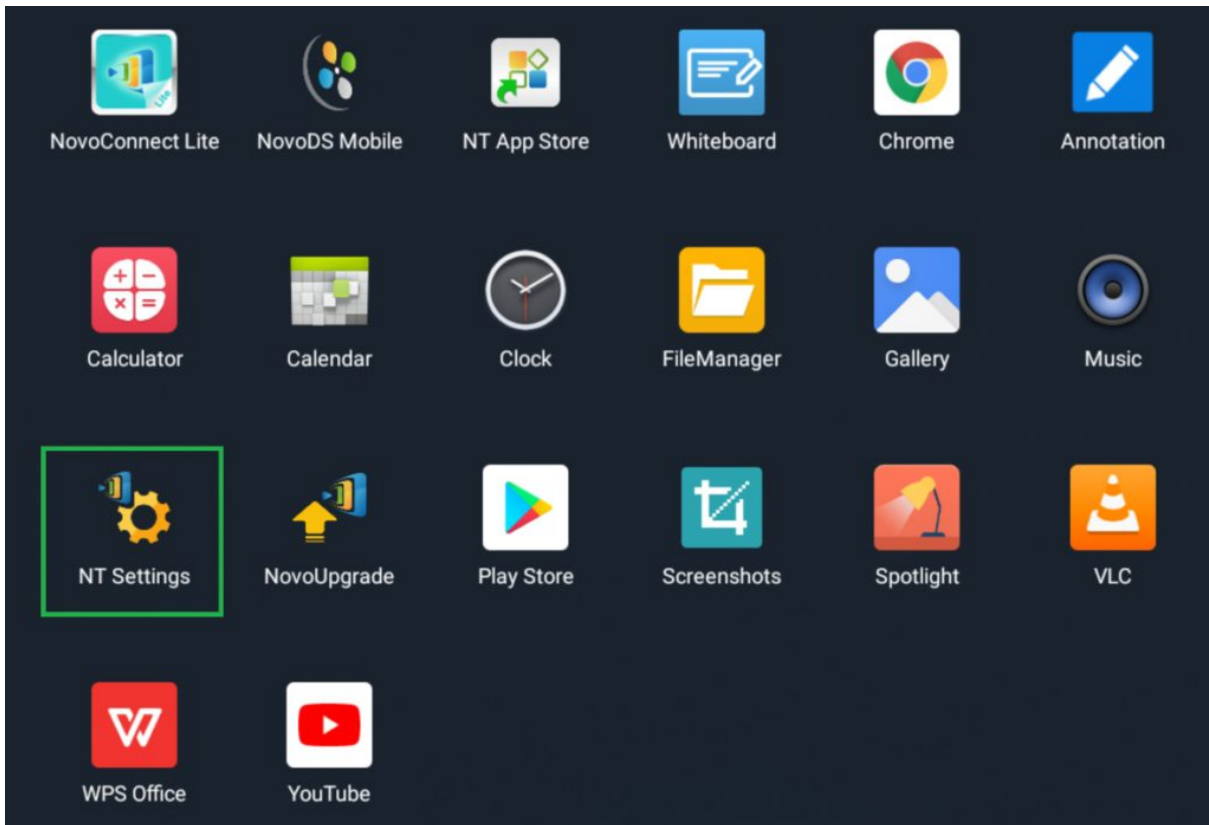 NovoConnect Lite
NovoDS Mobile
NT App Store
Whiteboard
Chrome
Annotation
Calculator
Calendar
Clock
FileManager
Gallery
Music
NT Settings
NovoUpgrade
Play Store
Screenshots
Spotlight
VLC
WPS Office
YouTube